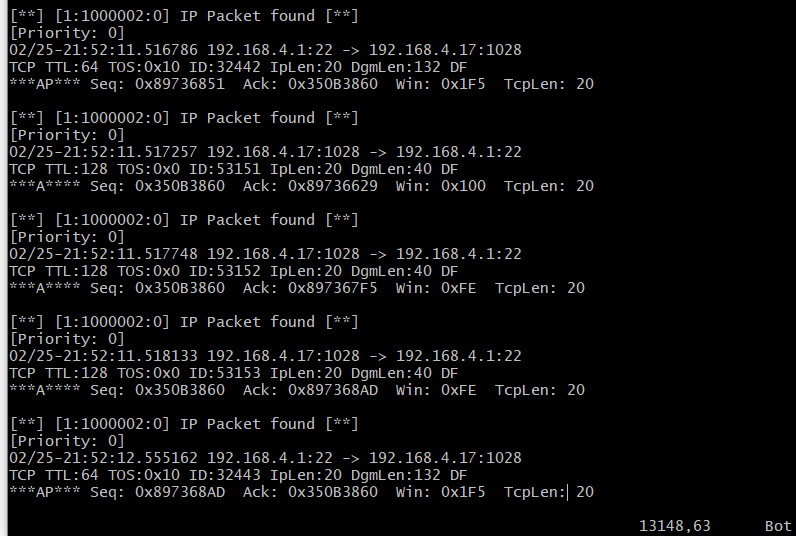 [**] [1:1000002:0] IP Packet found [**]
[Priority: 0]
02/25-21:52:11.516786 192.168.4.1:22 -> 192.168.4.17:1028
TCP TTL:64 TOS:0x10 ID:32442 IpLen:20 DgmLen:132 DF
***AP*** Seq: 0x89736851  Ack: 0x350B3860  Win: 0x1F5  TcpLen: 20

[**] [1:1000002:0] IP Packet found [**]
[Priority: 0]
02/25-21:52:11.517257 192.168.4.17:1028 -> 192.168.4.1:22
TCP TTL:128 TOS:0x0 ID:53151 IpLen:20 DgmLen:40 DF
***A**** Seq: 0x350B3860  Ack: 0x89736629  Win: 0x100  TcpLen: 20

[**] [1:1000002:0] IP Packet found [**]
[Priority: 0]
02/25-21:52:11.517748 192.168.4.17:1028 -> 192.168.4.1:22
TCP TTL:128 TOS:0x0 ID:53152 IpLen:20 DgmLen:40 DF
***A**** Seq: 0x350B3860  Ack: 0x897367F5  Win: 0xFE  TcpLen: 20

[**] [1:1000002:0] IP Packet found [**]
[Priority: 0]
02/25-21:52:11.518133 192.168.4.17:1028 -> 192.168.4.1:22
TCP TTL:128 TOS:0x0 ID:53153 IpLen:20 DgmLen:40 DF
***A**** Seq: 0x350B3860  Ack: 0x897368AD  Win: 0xFE  TcpLen: 20

[**] [1:1000002:0] IP Packet found [**]
[Priority: 0]
02/25-21:52:12.555162 192.168.4.1:22 -> 192.168.4.17:1028
TCP TTL:64 TOS:0x10 ID:32443 IpLen:20 DgmLen:132 DF
***AP*** Seq: 0x897368AD  Ack: 0x350B3860  Win: 0x1F5  TcpLen: 20
13148,63 Bot